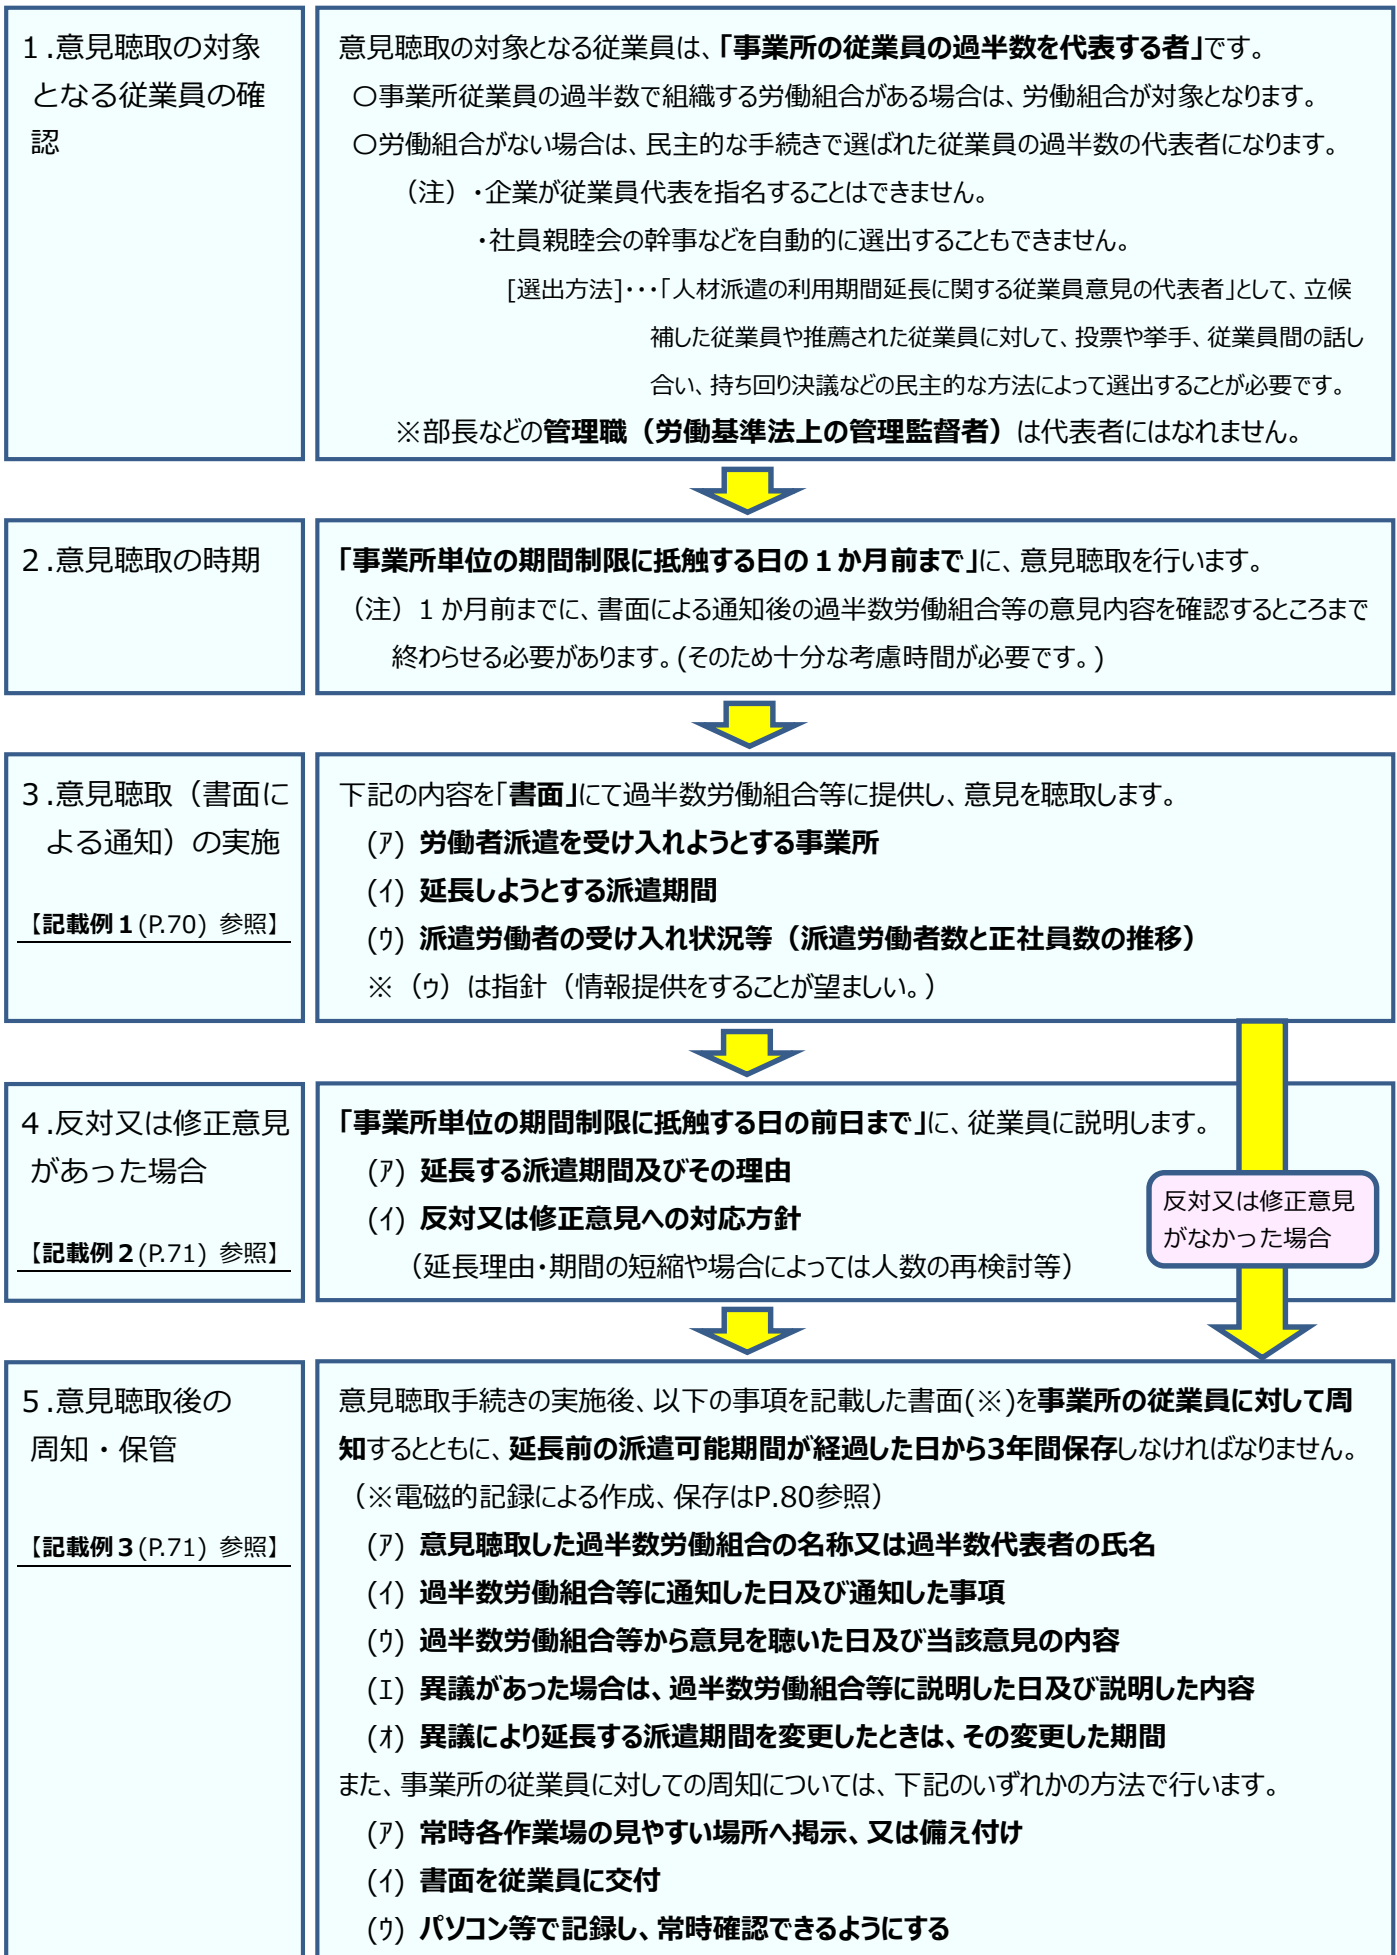 １.意見聴取の対象
となる従業員の確
認
意見聴取の対象となる従業員は、「事業所の従業員の過半数を代表する者」です。
〇事業所従業員の過半数で組織する労働組合がある場合は、労働組合が対象となります。
〇労働組合がない場合は、民主的な手続きで選ばれた従業員の過半数の代表者になります。
（注）・企業が従業員代表を指名することはできません。
・社員親睦会の幹事などを自動的に選出することもできません。
[選出方法]･･･「人材派遣の利用期間延長に関する従業員意見の代表者」として、立候
補した従業員や推薦された従業員に対して、投票や挙手、従業員間の話し
合い、持ち回り決議などの民主的な方法によって選出することが必要です。
※部長などの管理職（労働基準法上の管理監督者）は代表者にはなれません。
２.意見聴取の時期
「事業所単位の期間制限に抵触する日の１か月前まで」に、意見聴取を行います。
（注）１か月前までに、書面による通知後の過半数労働組合等の意見内容を確認するところまで
終わらせる必要があります。(そのため十分な考慮時間が必要です。)
３.意見聴取（書面に
よる通知）の実施
【記載例１(P.70) 参照】
下記の内容を「書面」にて過半数労働組合等に提供し、意見を聴取します。
(ｱ) 労働者派遣を受け入れようとする事業所
(ｲ) 延長しようとする派遣期間
(ｳ) 派遣労働者の受け入れ状況等（派遣労働者数と正社員数の推移）
※（ｩ）は指針（情報提供をすることが望ましい。）
４.反対又は修正意見
があった場合
【記載例２(P.71) 参照】
「事業所単位の期間制限に抵触する日の前日まで」に、従業員に説明します。
(ｱ) 延長する派遣期間及びその理由
(ｲ) 反対又は修正意見への対応方針
（延長理由・期間の短縮や場合によっては人数の再検討等）
反対又は修正意見
がなかった場合
５.意見聴取後の
周知・保管
【記載例３(P.71) 参照】
意見聴取手続きの実施後、以下の事項を記載した書面(※)を事業所の従業員に対して周
知するとともに、延長前の派遣可能期間が経過した日から3年間保存しなければなりません。
（※電磁的記録による作成、保存はP.80参照）
(ｱ) 意見聴取した過半数労働組合の名称又は過半数代表者の氏名
(ｲ) 過半数労働組合等に通知した日及び通知した事項
(ｳ) 過半数労働組合等から意見を聴いた日及び当該意見の内容
(ｴ) 異議があった場合は、過半数労働組合等に説明した日及び説明した内容
(ｵ) 異議により延長する派遣期間を変更したときは、その変更した期間
また、事業所の従業員に対しての周知については、下記のいずれかの方法で行います。
(ｱ) 常時各作業場の見やすい場所へ掲示、又は備え付け
(ｲ) 書面を従業員に交付
(ｳ) パソコン等で記録し、常時確認できるようにする